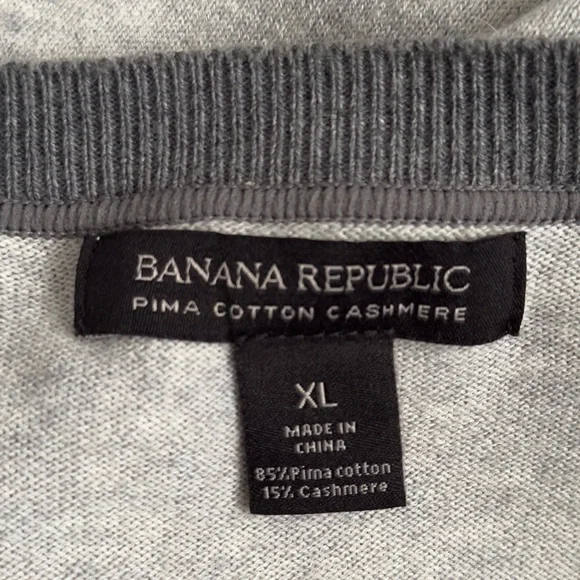 BANANA REPUBLIC
PIMA COTTON CASHMERE
XL
MADE IN
CHINA
85% Pima cotton
15% Cashmere